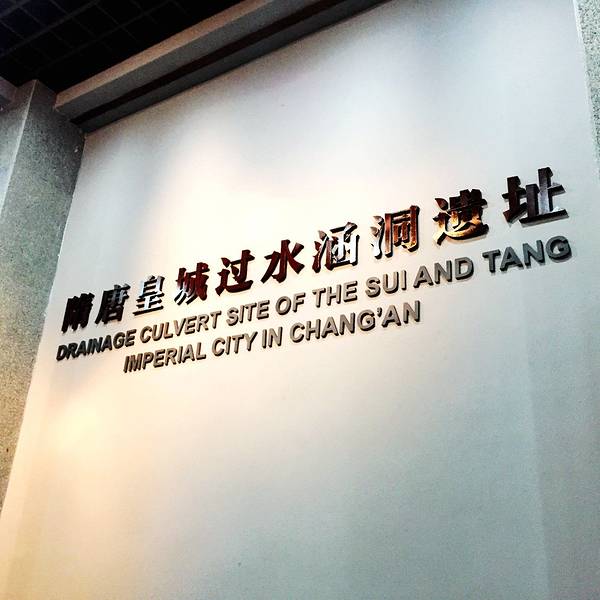 隋唐皇城过水涵洞遗址
DRAINAGE CULVERT SITE OF THE SUI AND TANG
IMPERIAL CITY IN CHANG'AN